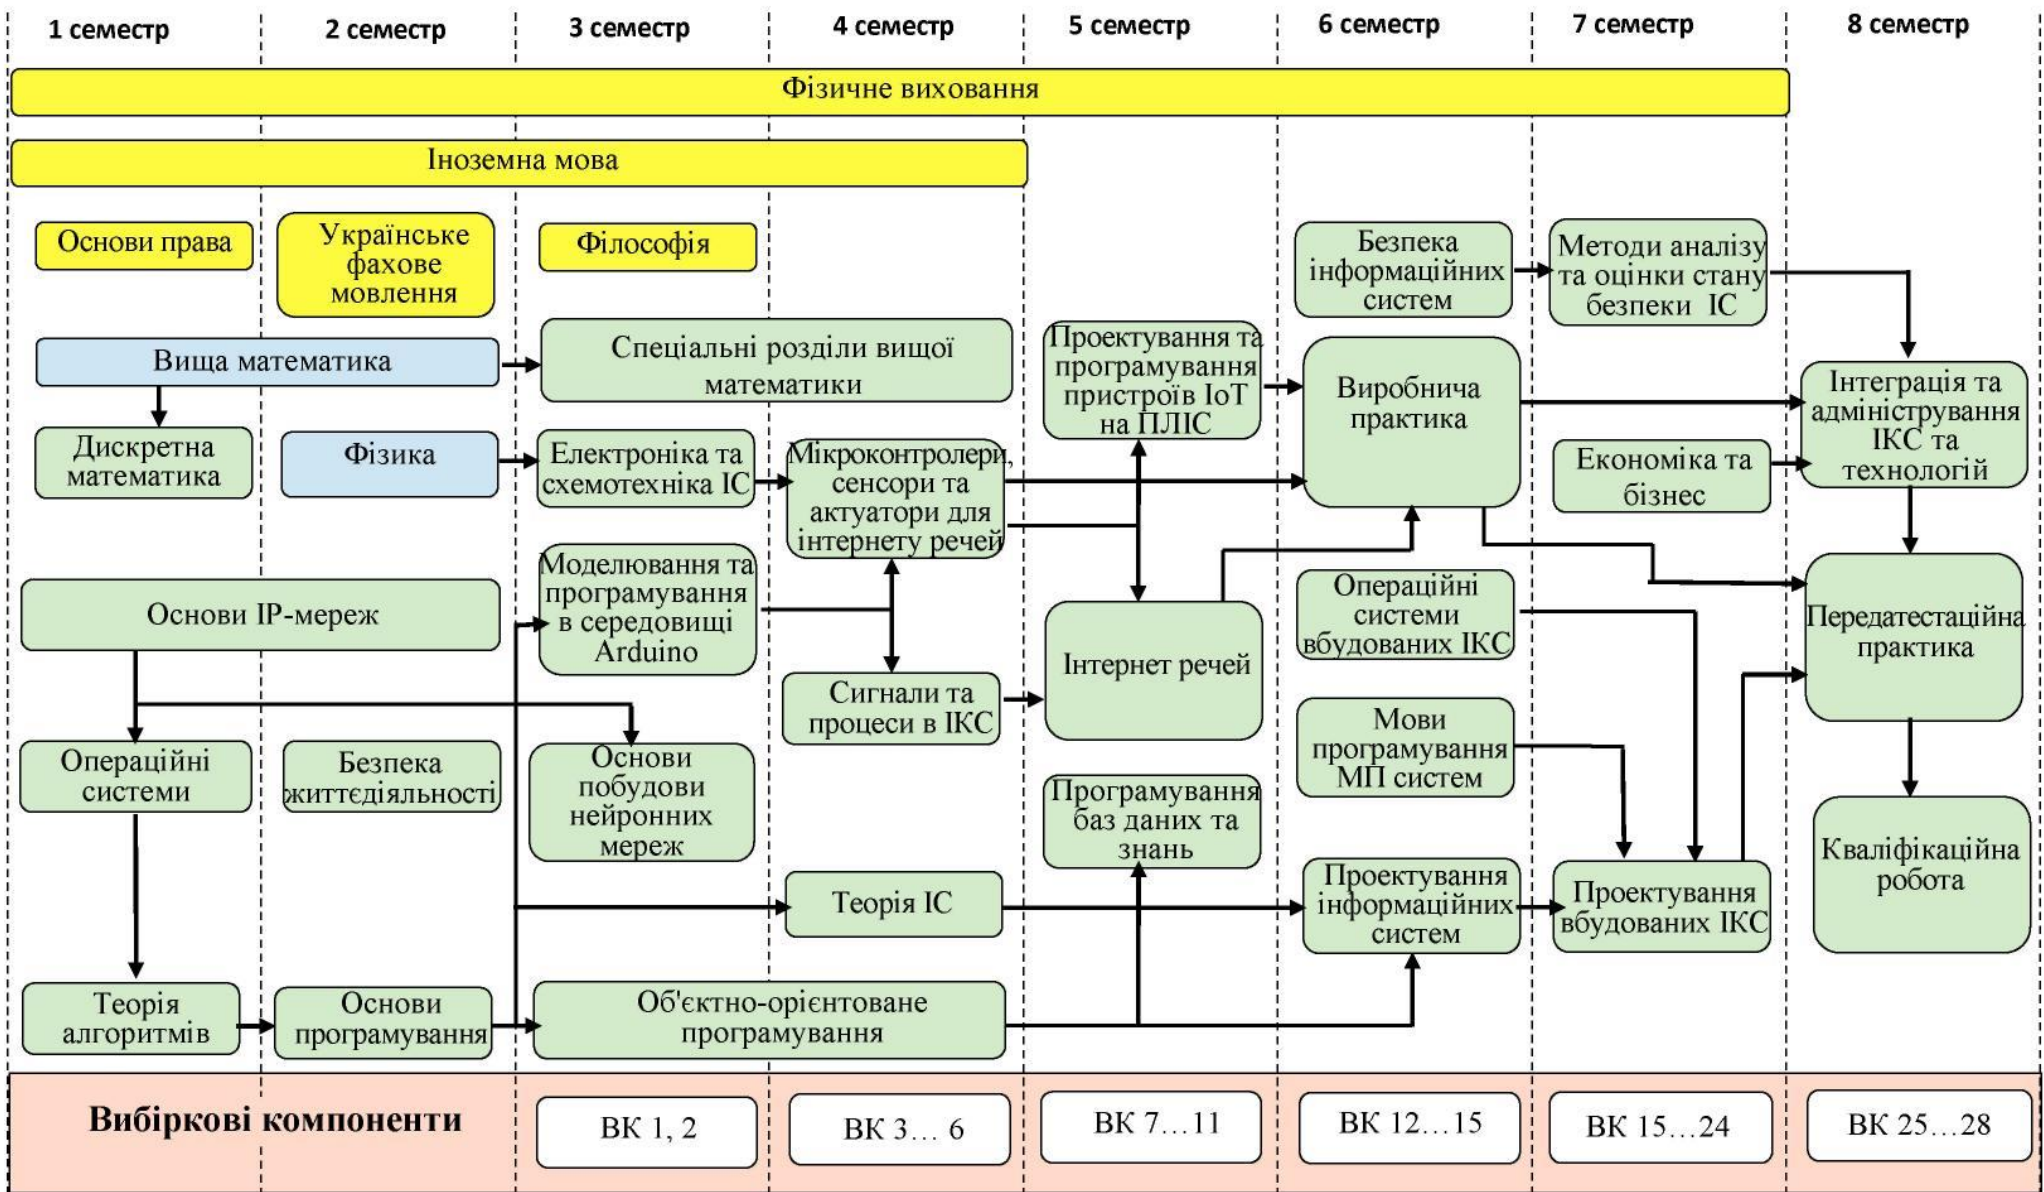 1 семестр
2 семестр
3 семестр
4 семестр
5 семестр
6 семестр
7 семестр
8 семестр
Фізичне виховання
Іноземна мова
Основи права
Українське
фахове
мовлення
Філософія
Безпека
інформаційних
систем
Методи аналізу
та оцінки стану
безпеки ІС
Вища математика
Спеціальні розділи вищої
математики
Проектування та
програмування
пристроїв IoT
на ПЛІС
Виробнича
практика
Інтеграція та
адміністрування
ІКС та
технологій
Дискретна
математика
Фізика
Електроніка та
схемотехніка ІС
Мікроконтролери,
сенсори та
актуатори для
інтернету речей
Економіка та
бізнес
Основи ІР-мереж
Моделювання та
програмування
в середовищі
Arduino
Сигнали та
процеси в ІКС
Інтернет речей
Операційні
системи
вбудованих ІКС
Передатестаційна
практика
Операційні
системи
Безпека
життєдіяльності
Основи
побудови
нейронних
мереж
Програмування
баз даних та
знань
Мови
програмування
МП систем
Кваліфікаційна
робота
Теорія ІС
Проектування
інформаційних
систем
Проектування
вбудованих ІКС
Теорія
алгоритмів
Основи
програмування
Об'єктно-орієнтоване
програмування
Вибіркові компоненти
ВК 1, 2
ВК 3… 6
ВК 7…11
ВК 12…15
ВК 15…24
ВК 25…28